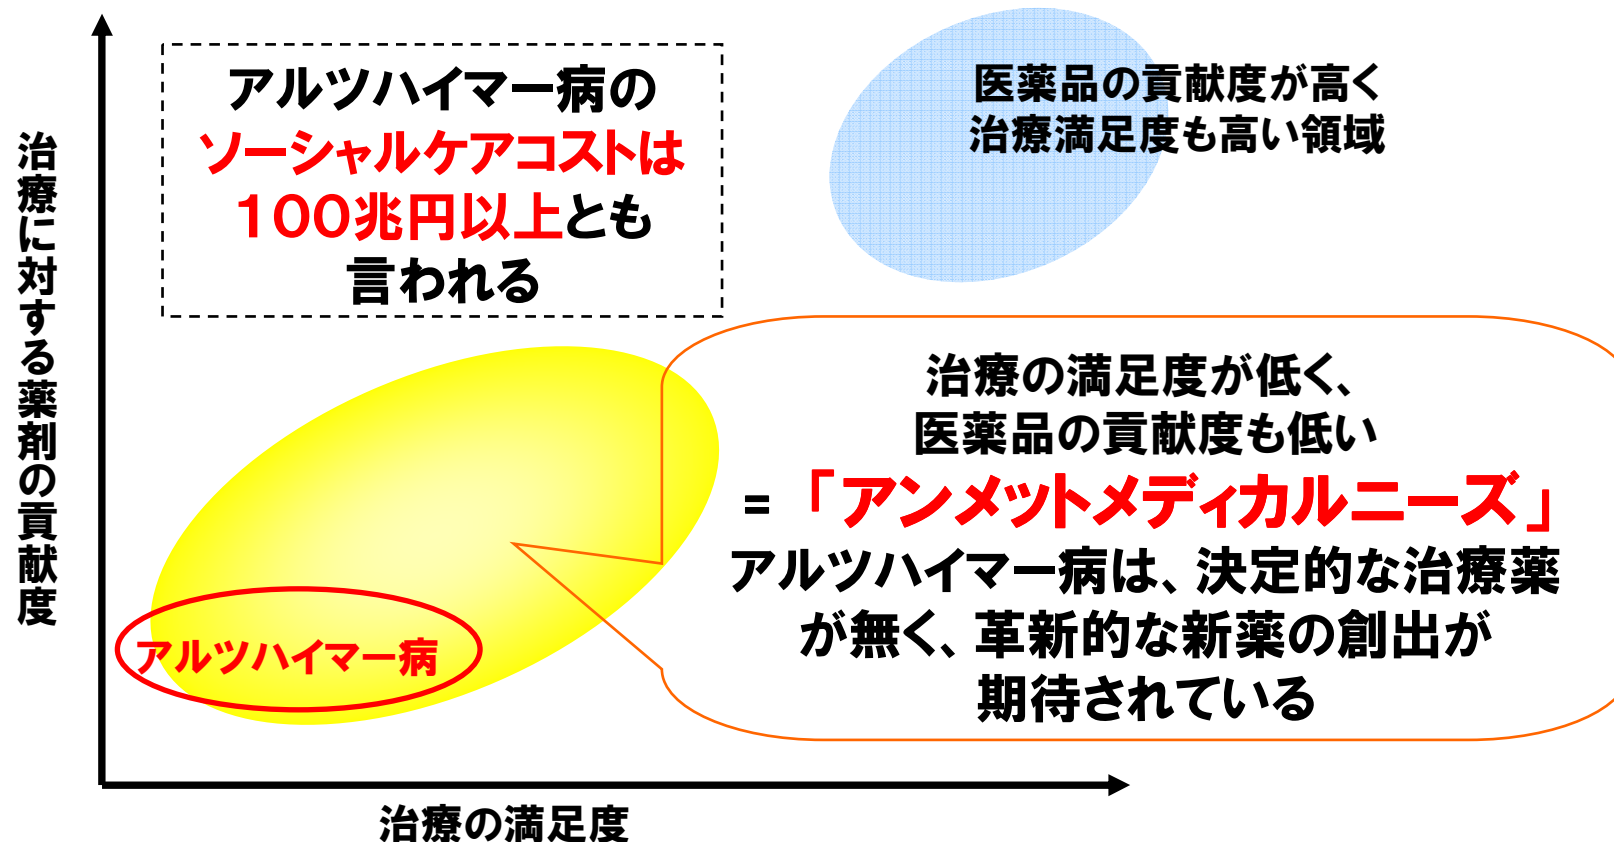 アルツハイマー病の
ソーシャルケアコストは
１００兆円以上とも
言われる
医薬品の貢献度が高く
治療満足度も高い領域
治療に対する薬剤の貢献度
治療の満足度が低く、
医薬品の貢献度も低い
=「アンメットメディカルニーズ」
アルツハイマー病は、決定的な治療薬
が無く、革新的な新薬の創出が
期待されている
アルツハイマー病
治療の満足度